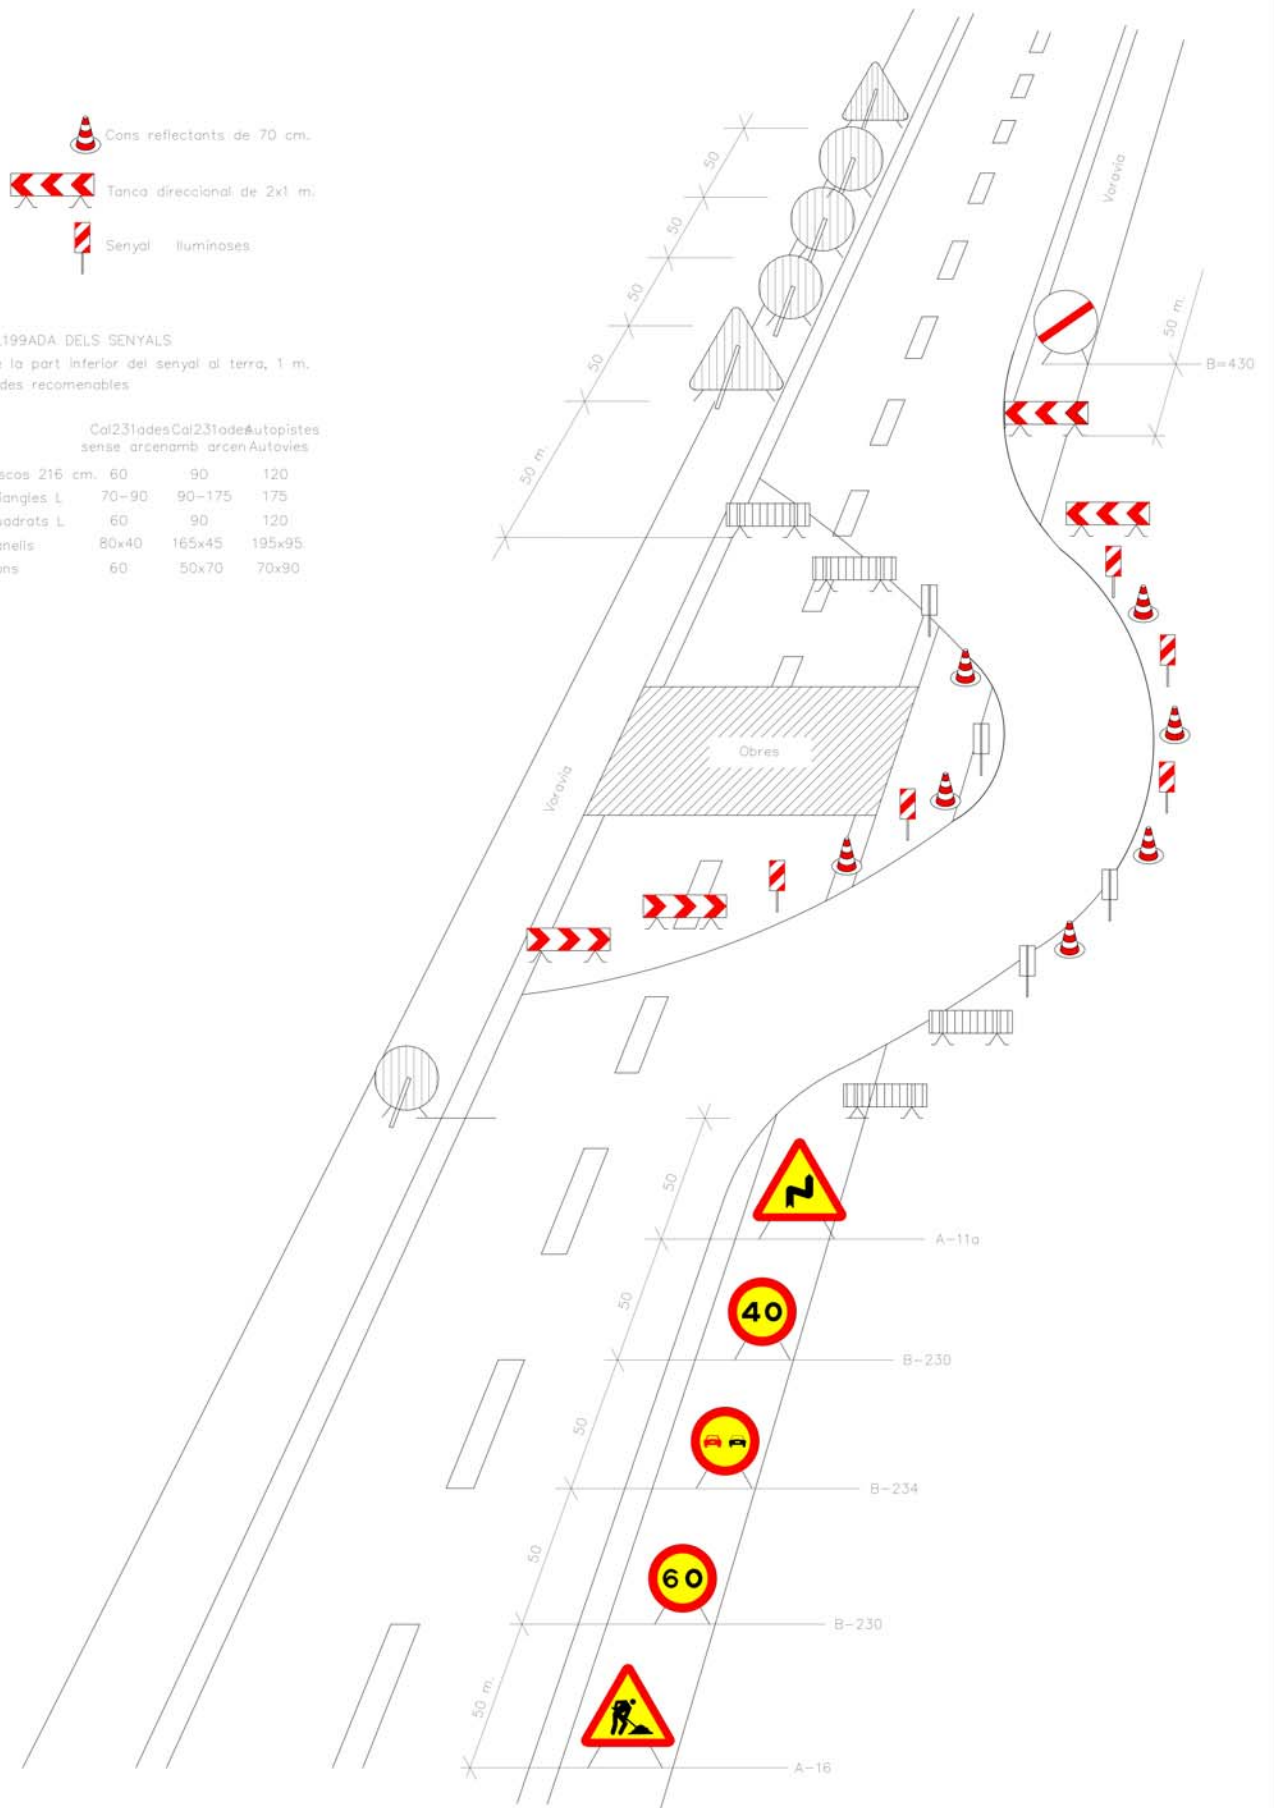 Cons reflectants de 70 cm.
Tanca direccional de 2x1 m.
Senyal lluminoses
199ADA DELS SENYALS
la part inferior del senyal al terra, 1 m.
des recomenables
Cal231ades Cal231ades Autopistes
sense arcen amb arcen Autovies
scos 216 cm. 60 90 120
angles L 70-90 90-175 175
uadrats L 60 90 120
anells 80x40 165x45 195x95
ons 60 50x70 70x90
50
50
50
50
50 m.
Voravia
50 m.
B=430
Obres
Voravia
50
A-11a
40
50
B-230
50
B-234
60
50
B-230
50 m.
A-16